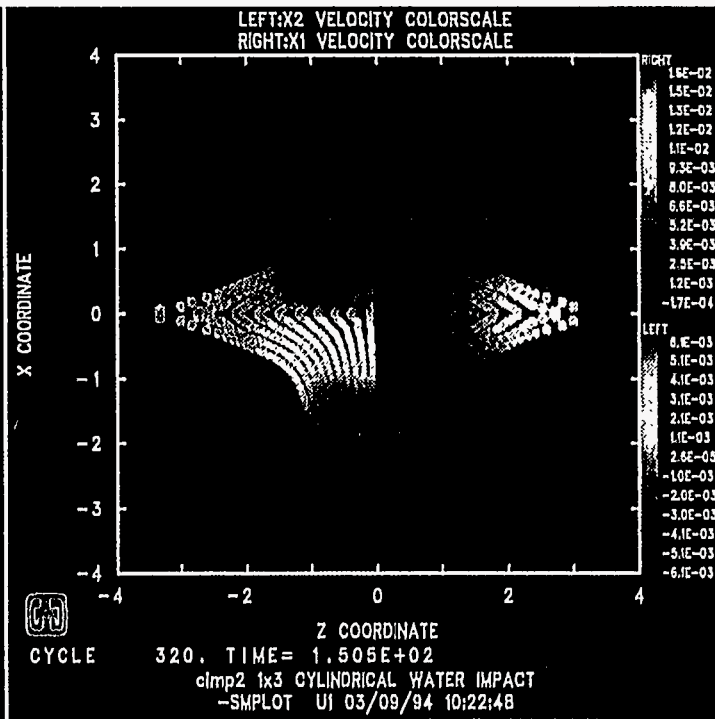 LEFT:X2 VELOCITY COLORSCALE
RIGHT:X1 VELOCITY COLORSCALE
4
3
2
1
0
-1
-2
-3
-4
X COORDINATE
-4
-2
0
2
4
Z COORDINATE
RIGHT
1.6E-02
1.5E-02
1.3E-02
1.2E-02
1.1E-02
9.3E-03
8.0E-03
6.6E-03
5.2E-03
3.9E-03
2.5E-03
1.2E-03
-1.7E-04
LEFT
6.1E-03
5.1E-03
4.1E-03
3.1E-03
2.1E-03
1.1E-03
2.6E-05
-1.0E-03
-2.0E-03
-3.0E-03
-4.1E-03
-5.1E-03
-6.1E-03
CYCLE 320. TIME= 1.505E+02
clmp2 1x3 CYLINDRICAL WATER IMPACT
-SMPLOT U1 03/09/94 10:22:48